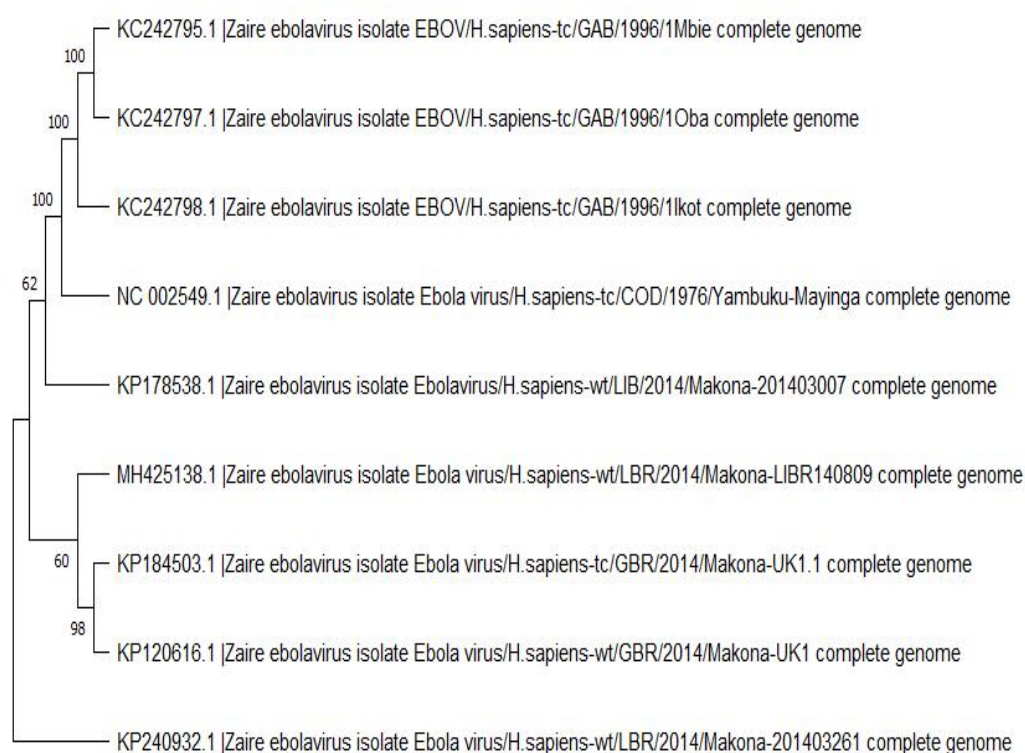 KC242795.1 |Zaire ebolavirus isolate EBOV/H.sapiens-tc/GAB/1996/1Mbie complete genome
100
KC242797.1 |Zaire ebolavirus isolate EBOV/H.sapiens-tc/GAB/1996/1Oba complete genome
100
KC242798.1 |Zaire ebolavirus isolate EBOV/H.sapiens-tc/GAB/1996/1Ikot complete genome
100
NC 002549.1 |Zaire ebolavirus isolate Ebola virus/H.sapiens-tc/COD/1976/Yambuku-Mayinga complete genome
62
KP178538.1 |Zaire ebolavirus isolate Ebolavirus/H.sapiens-wt/LIB/2014/Makona-201403007 complete genome
MH425138.1 |Zaire ebolavirus isolate Ebola virus/H.sapiens-wt/LBR/2014/Makona-LIBR140809 complete genome
60
KP184503.1 |Zaire ebolavirus isolate Ebola virus/H.sapiens-tc/GBR/2014/Makona-UK1.1 complete genome
98
KP120616.1 |Zaire ebolavirus isolate Ebola virus/H.sapiens-wt/GBR/2014/Makona-UK1 complete genome
KP240932.1 |Zaire ebolavirus isolate Ebola virus/H.sapiens-wt/LBR/2014/Makona-201403261 complete genome